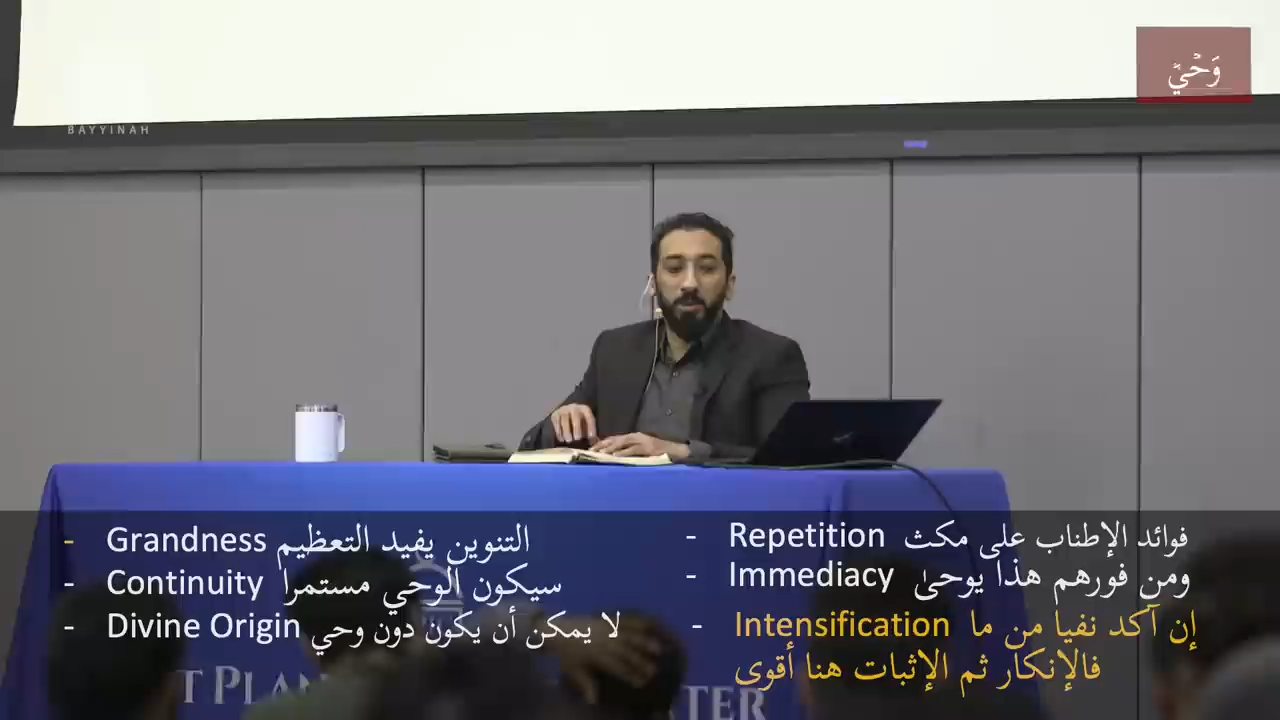 وَحْيٌ
BAYYINAH
- Grandness التنوين يفيد التعظيم
- Continuity سيكون الوحي مستمرا
- Divine Origin لا يمكن أن يكون دون وحي
- Repetition فوائد الإطناب على مكث
- Immediacy ومن فورهم هذا يوحىٰ
- Intensification إن آكد نفيا من ما
فالإنكار ثم الإثبات هنا أقوى
T PLAN TER